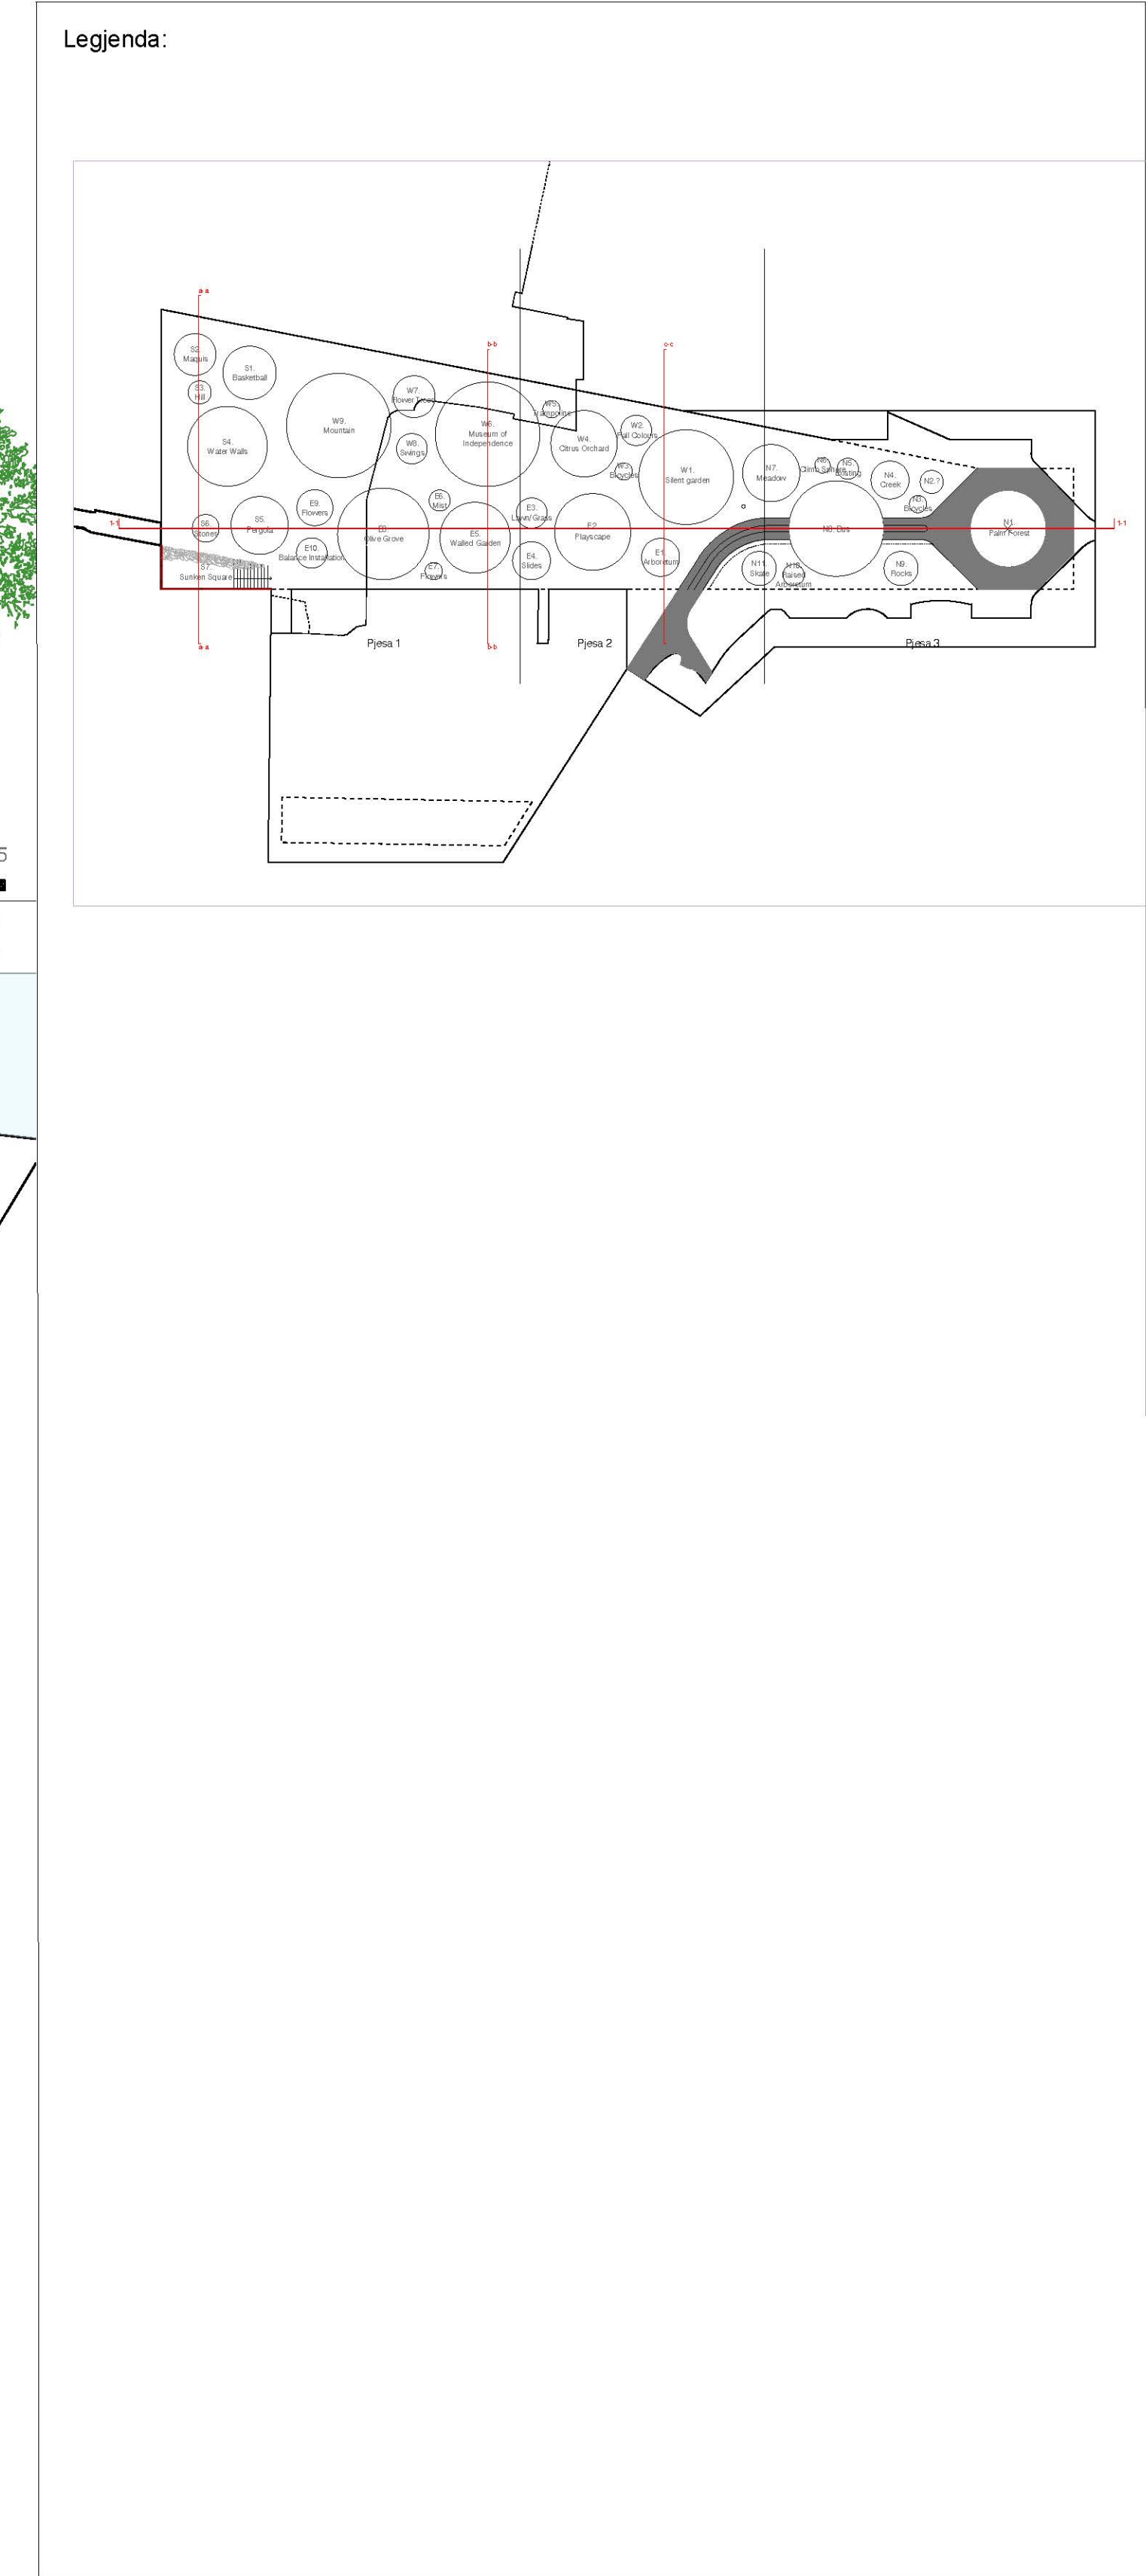 Legjenda:
a-a
b-b
c-c
S2.
Maquis
S1.
Basketball
S3.
Hill
S4.
Water Walls
W9.
Mountain
W7.
Flower Trees
W8.
Swings
W6.
Museum of
Independence
W5.
Trampoline
W4.
Citrus Orchard
W2.
Fall Colours
W3.
Bicycles
W1.
Silent garden
N7.
Meadow
N6.
Climb Sphere
N5.
Existing
N4.
Creek
N2.?
N3.
Bicycles
1-1
S6.
Stones
S5.
Pergola
E9.
Flowers
E10.
Balance Installation
E8.
Olive Grove
E6.
Mist
E5.
Walled Garden
E7.
Flowers
E3.
Lawn/Grass
E4.
Slides
E2.
Playscape
E1.
Arboretum
N8. Bus
N1.
Palm Forest
1-1
S7.
Sunken Square
N11.
Skate
N10.
Raised
Arboretum
N9.
Rocks
a-a
Pjesa 1
b-b
Pjesa 2
Pjesa 3
5